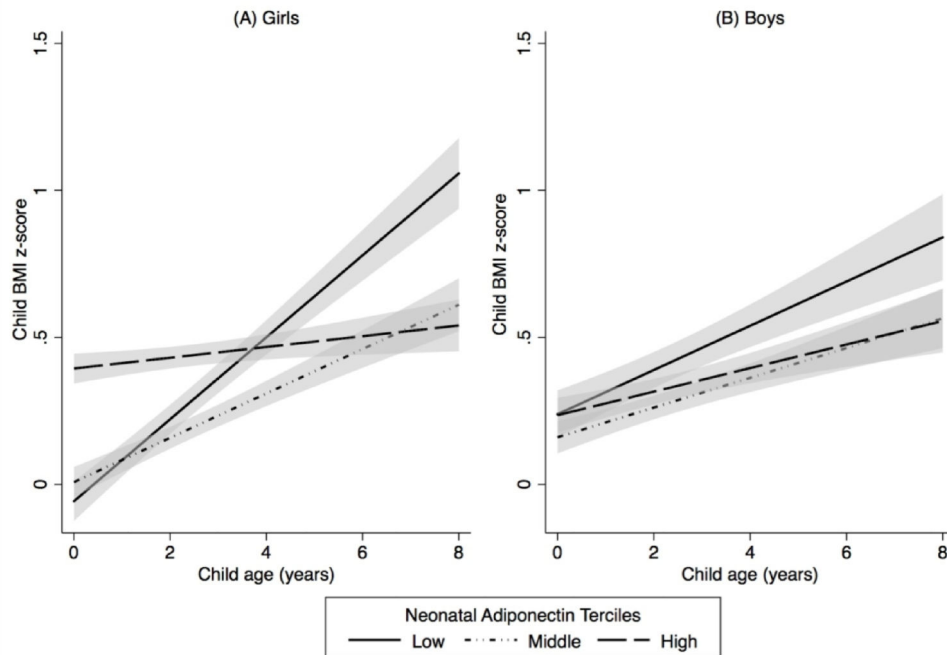 (A) Girls
Child BMI z-score
1.5
1
.5
0
0 2 4 6 8
Child age (years)
(B) Boys
Child BMI z-score
1.5
1
.5
0
0 2 4 6 8
Child age (years)
Neonatal Adiponectin Terciles
Low Middle High